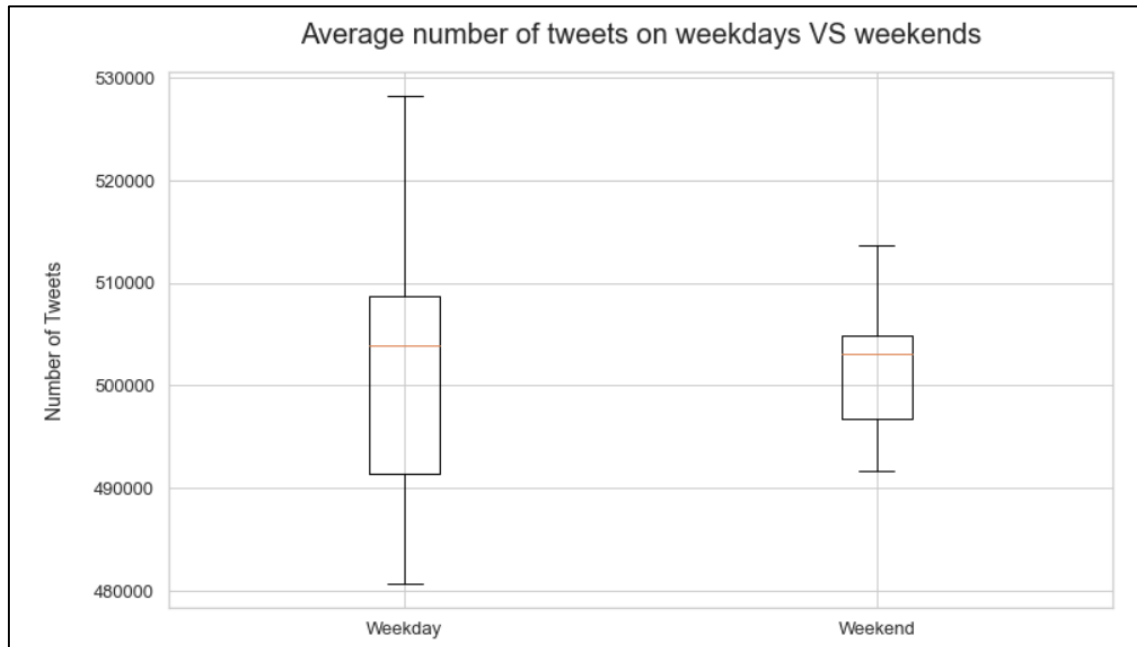 Average number of tweets on weekdays VS weekends
530000
520000
510000
500000
490000
480000
Number of Tweets
Weekday
Weekend